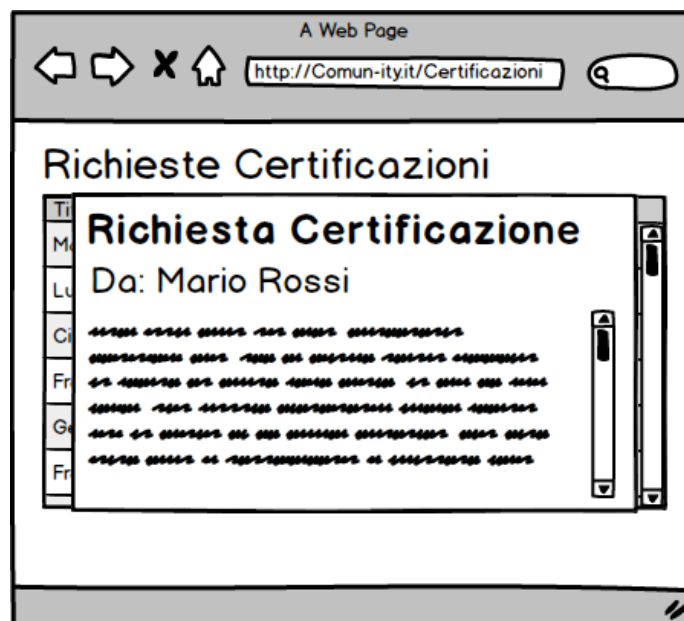 A Web Page
http://Comun-ity.it/Certificazioni
Richieste Certificazioni
Richiesta Certificazione
Da: Mario Rossi